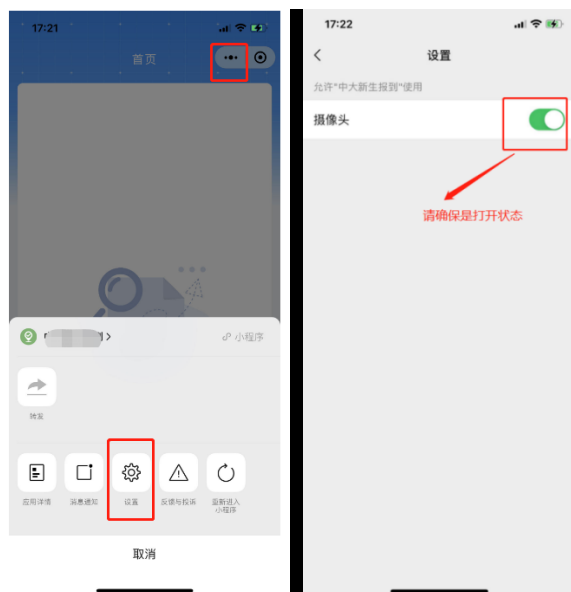 17:21
首页
小程序
转发
应用详情
消息通知
设置
反馈与投诉
重新进入
小程序
取消
17:22
设置
允许"中大新生报到"使用
摄像头
请确保是打开状态